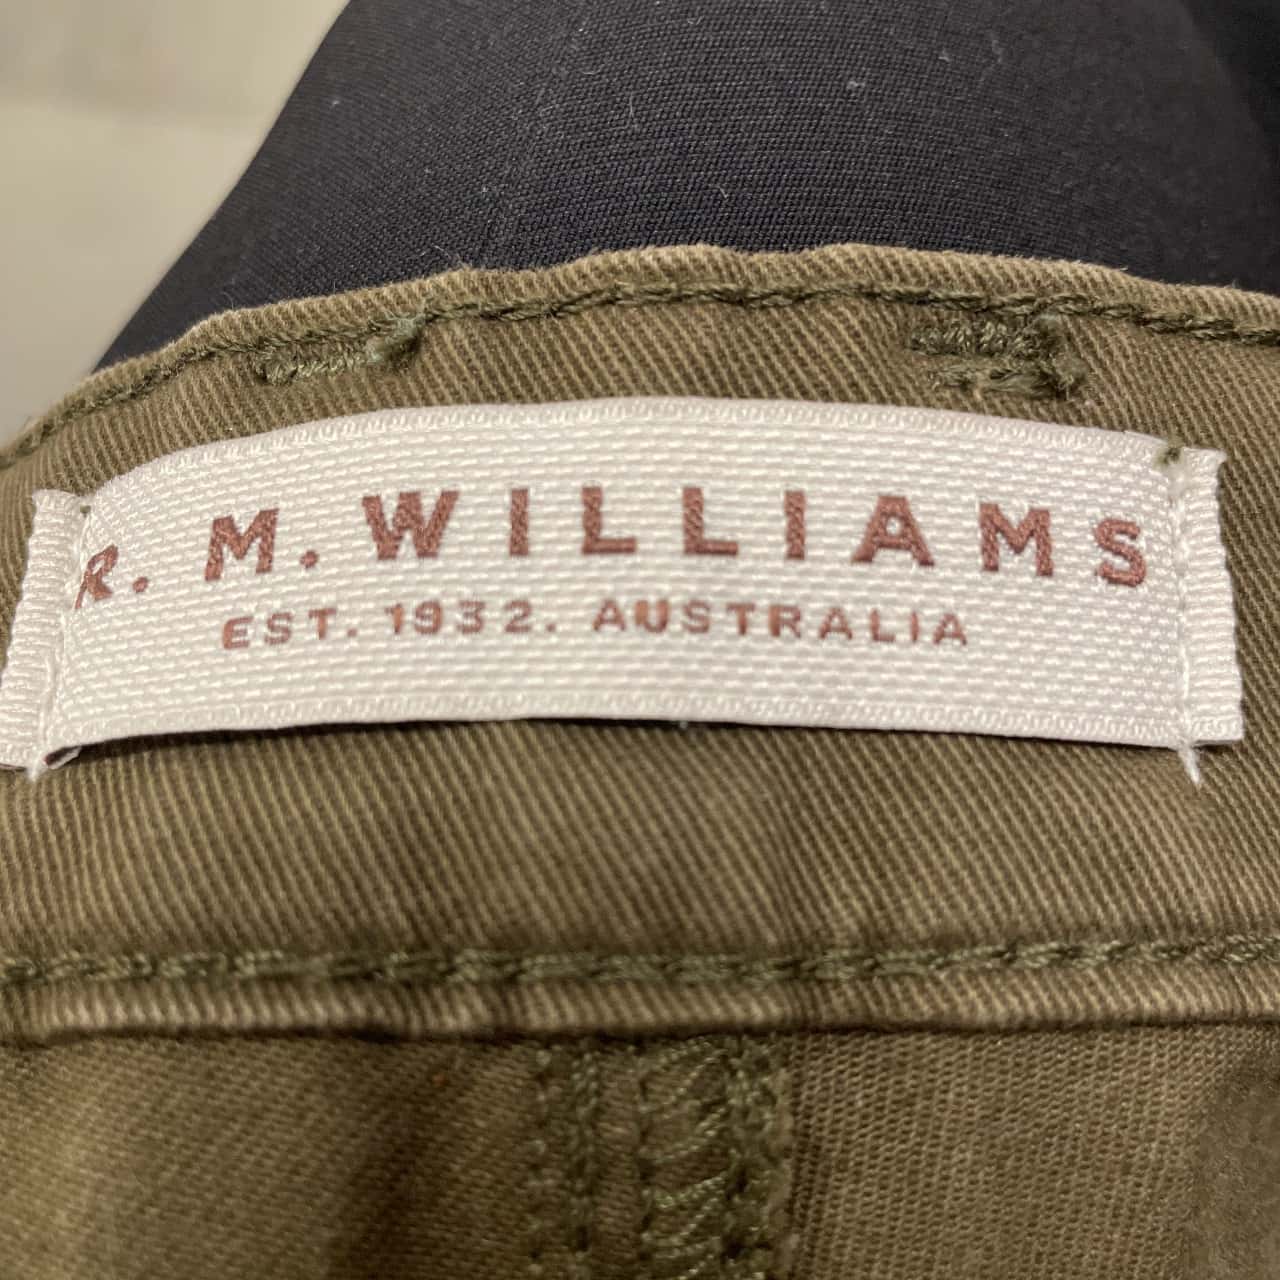 R. M. WILLIAMS
EST. 1932. AUSTRALIA